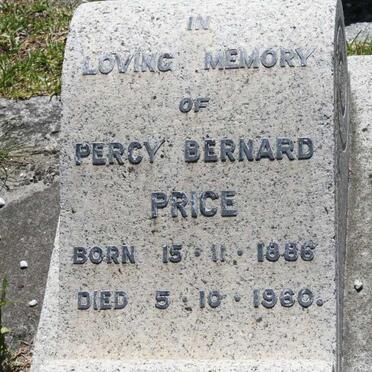 IN
LOVING MEMORY
OF
PERCY BERNARD
PRICE
BORN 15·11·1886
DIED 5·10·1960.